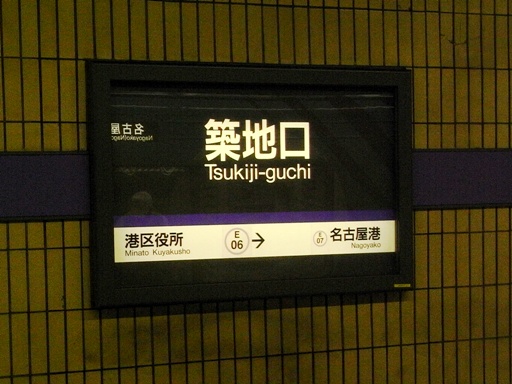 築地口
Tsukiji-guchi
港区役所
Minato Kuyakusho
E
06
→
E
07
名古屋港
Nagoyako